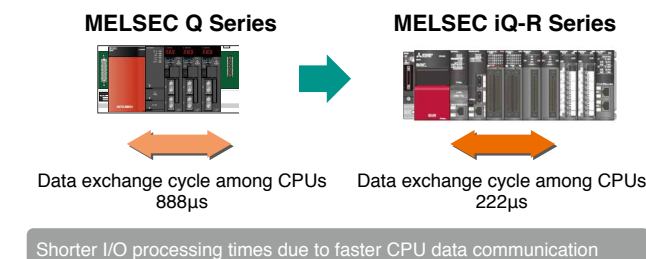 MELSEC Q Series
MELSEC iQ-R Series
Data exchange cycle among CPUs
888µs
Data exchange cycle among CPUs
222µs
Shorter I/O processing times due to faster CPU data communication